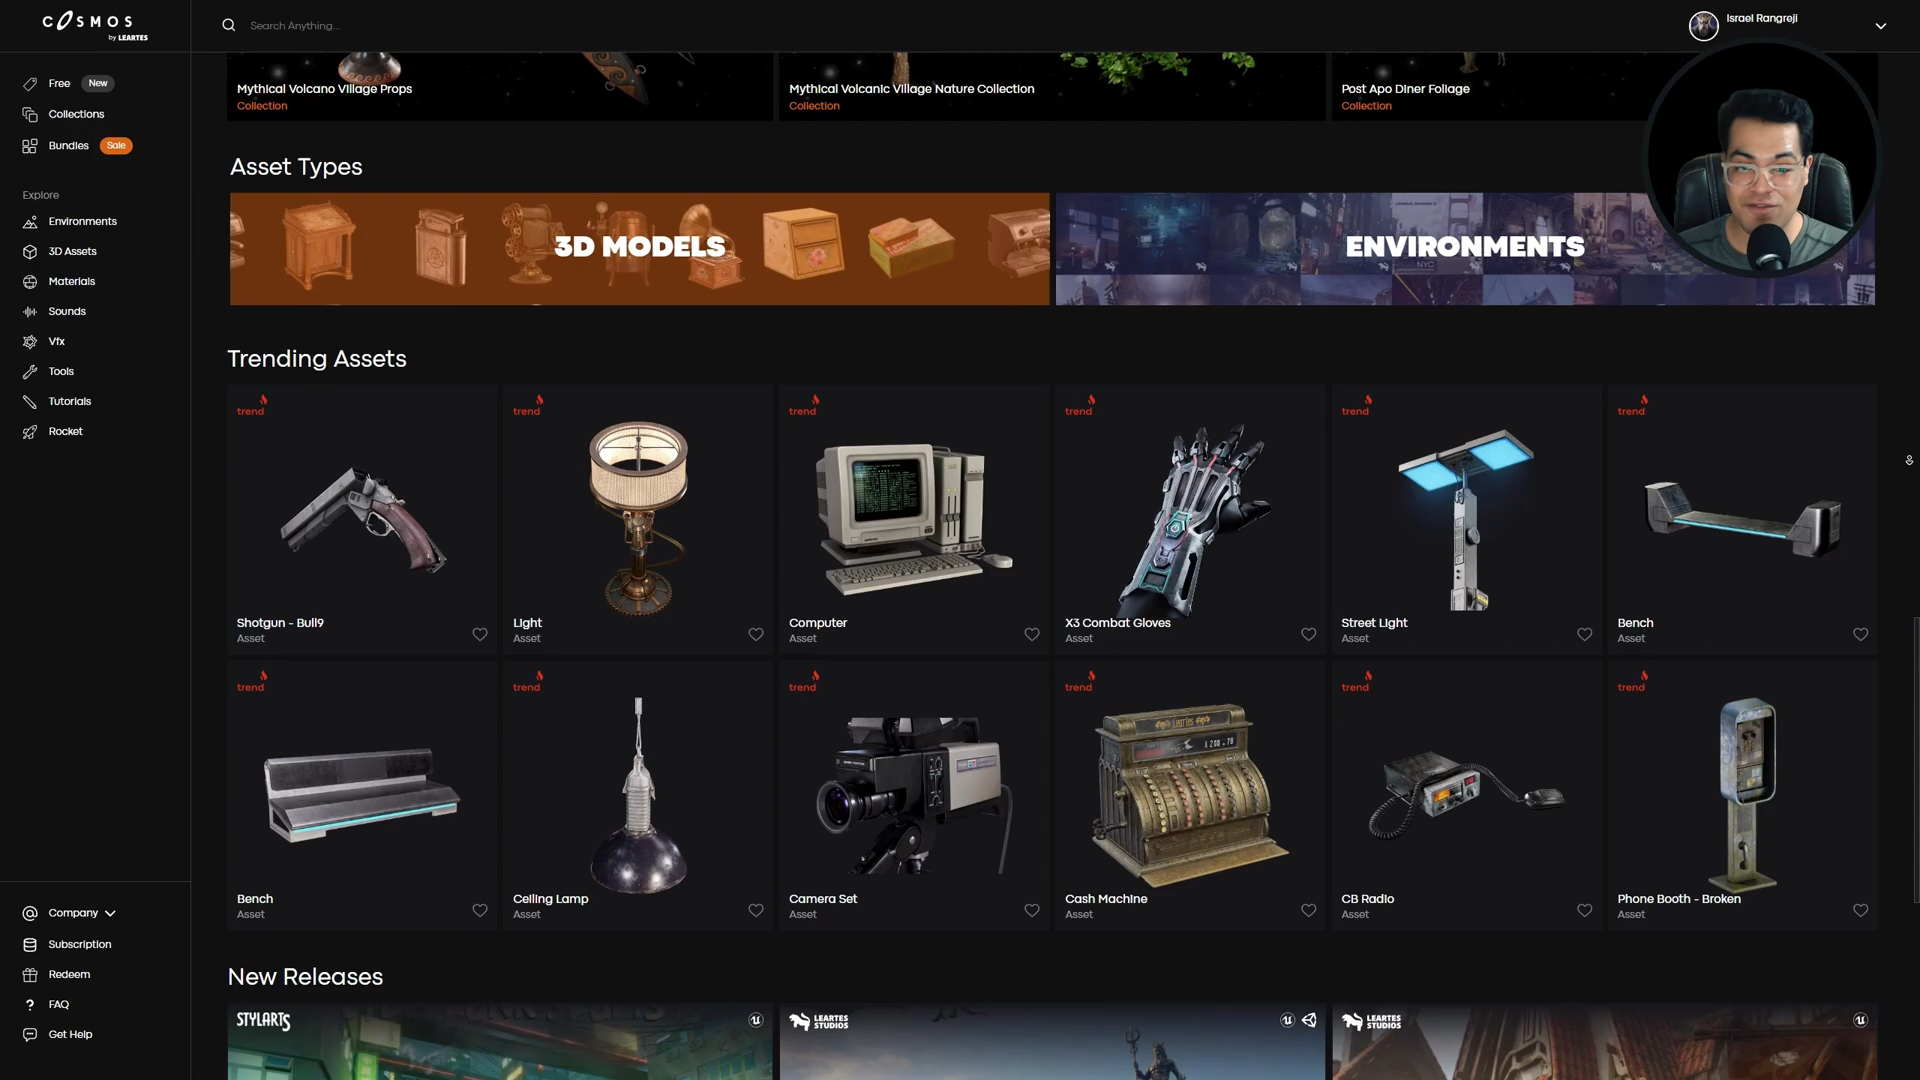 COSMOS
by LEARTES
Search Anything...
Israel Rangreji
Free New
Collections
Bundles Sale
Explore
Environments
3D Assets
Materials
Sounds
Vfx
Tools
Tutorials
Rocket
Company
Subscription
Redeem
FAQ
Get Help
Mythical Volcano Village Props
Collection
Mythical Volcanic Village Nature Collection
Collection
Post Apo Diner Foliage
Collection
Asset Types
3D MODELS
ENVIRONMENTS
NYC
Trending Assets
trend
Shotgun - Bull9
Asset
trend
Light
Asset
trend
Computer
Asset
trend
X3 Combat Gloves
Asset
trend
Street Light
Asset
trend
Bench
Asset
trend
Bench
Asset
trend
Ceiling Lamp
Asset
trend
Camera Set
Asset
trend
Cash Machine
Asset
trend
CB Radio
Asset
trend
Phone Booth - Broken
Asset
New Releases
STYLARTS
LEARTES
STUDIOS
LEARTES
STUDIOS